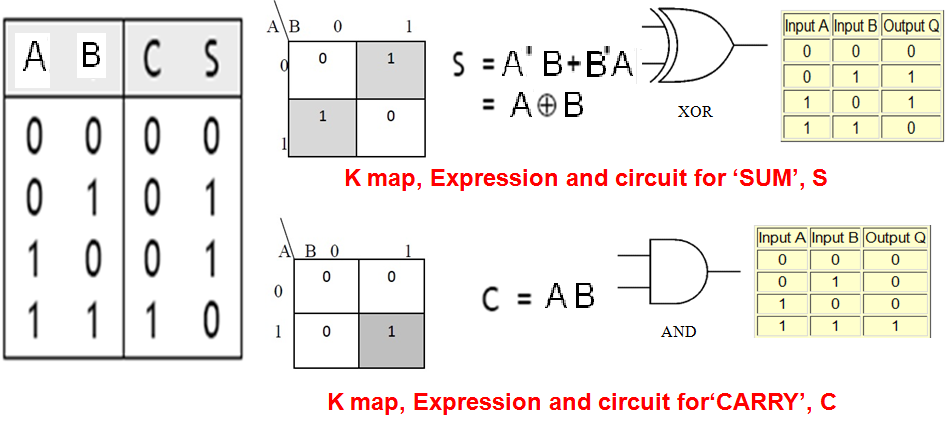 A B C S
0 0 0 0
0 1 0 1
1 0 0 1
1 1 1 0
A B 0 1
0 0 1
1 1 0
S = A' B+B'A
= A⊕B
XOR
Input A Input B Output Q
0 0 0
0 1 1
1 0 1
1 1 0
K map, Expression and circuit for ‘SUM’, S
A B 0 1
0 0 0
1 0 1
C = A B
AND
Input A Input B Output Q
0 0 0
0 1 0
1 0 0
1 1 1
K map, Expression and circuit for‘CARRY’, C